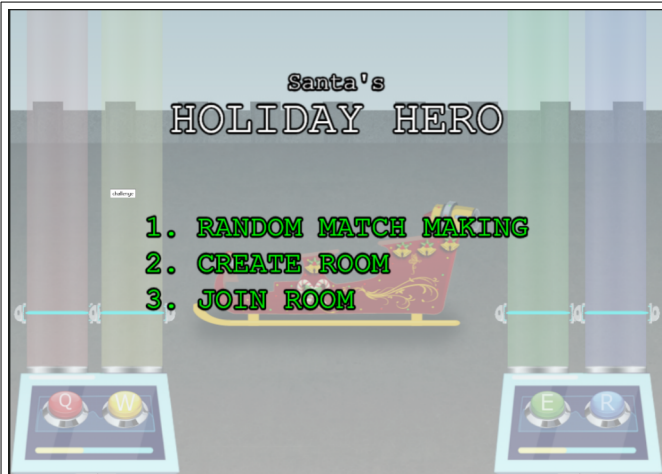 Santa's
HOLIDAY HERO
challenge
1. RANDOM MATCH MAKING
2. CREATE ROOM
3. JOIN ROOM
Q W E R